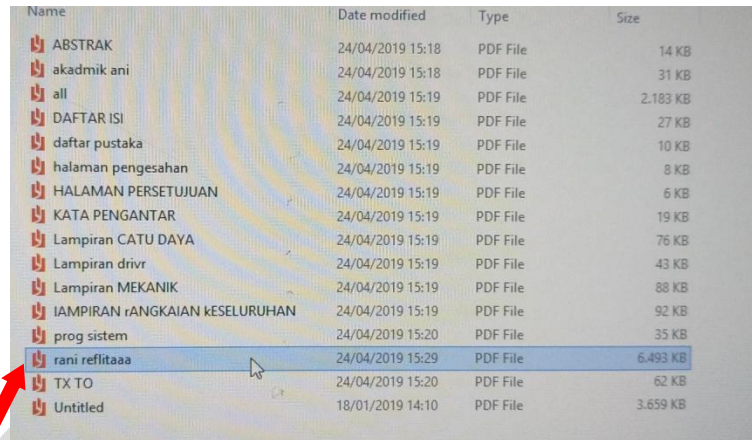 Name Date modified Type Size
ABSTRAK 24/04/2019 15:18 PDF File 14 KB
akadmik ani 24/04/2019 15:18 PDF File 31 KB
all 24/04/2019 15:19 PDF File 2.183 KB
DAFTAR ISI 24/04/2019 15:19 PDF File 27 KB
daftar pustaka 24/04/2019 15:19 PDF File 10 KB
halaman pengesahan 24/04/2019 15:19 PDF File 8 KB
HALAMAN PERSETUJUAN 24/04/2019 15:19 PDF File 6 KB
KATA PENGANTAR 24/04/2019 15:19 PDF File 19 KB
Lampiran CATU DAYA 24/04/2019 15:19 PDF File 76 KB
Lampiran drivr 24/04/2019 15:19 PDF File 43 KB
Lampiran MEKANIK 24/04/2019 15:19 PDF File 88 KB
lAMPIRAN rANGKAIAN kESELURUHAN 24/04/2019 15:19 PDF File 92 KB
prog sistem 24/04/2019 15:20 PDF File 35 KB
rani reflitaaa 24/04/2019 15:29 PDF File 6.493 KB
TX TO 24/04/2019 15:20 PDF File 62 KB
Untitled 18/01/2019 14:10 PDF File 3.659 KB